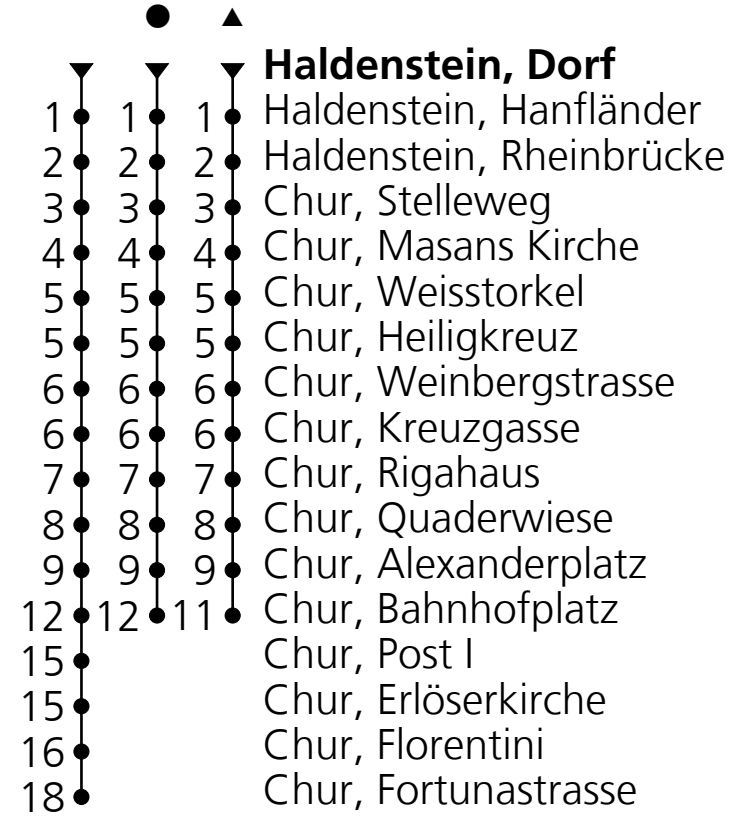 Haldenstein, Dorf
1 1 1 Haldenstein, Hanfländer
2 2 2 Haldenstein, Rheinbrücke
3 3 3 Chur, Stelleweg
4 4 4 Chur, Masans Kirche
5 5 5 Chur, Weisstorkel
5 5 5 Chur, Heiligkreuz
6 6 6 Chur, Weinbergstrasse
6 6 6 Chur, Kreuzgasse
7 7 7 Chur, Rigahaus
8 8 8 Chur, Quaderwiese
9 9 9 Chur, Alexanderplatz
12 12 11 Chur, Bahnhofplatz
15 Chur, Post I
15 Chur, Erlöserkirche
16 Chur, Florentini
18 Chur, Fortunastrasse